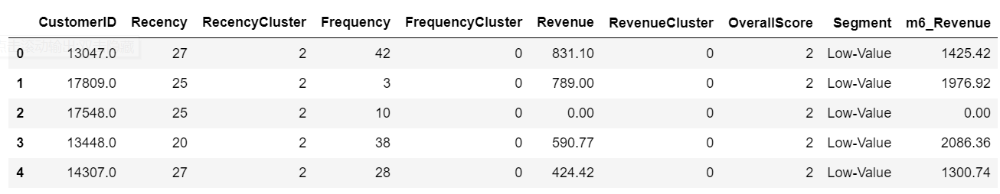 CustomerID Recency RecencyCluster Frequency FrequencyCluster Revenue RevenueCluster OverallScore Segment m6_Revenue
0 13047.0 27 2 42 0 831.10 0 2 Low-Value 1425.42
1 17809.0 25 2 3 0 789.00 0 2 Low-Value 1976.92
2 17548.0 25 2 10 0 0.00 0 2 Low-Value 0.00
3 13448.0 20 2 38 0 590.77 0 2 Low-Value 2086.36
4 14307.0 27 2 28 0 424.42 0 2 Low-Value 1300.74